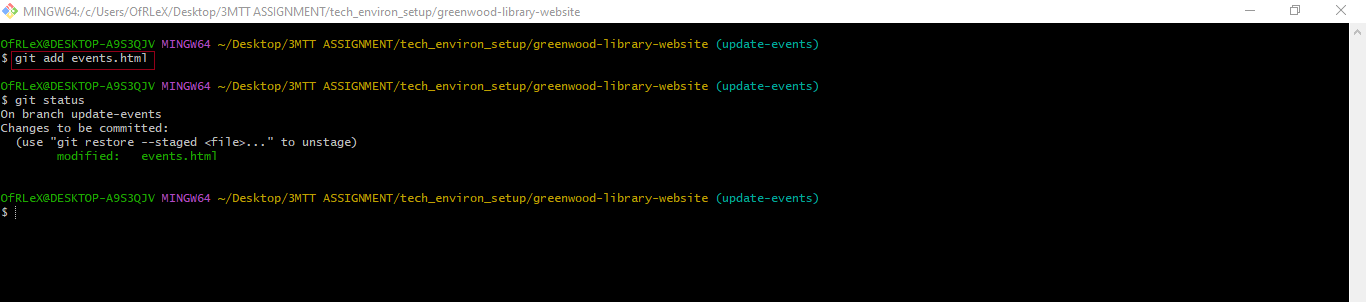 MINGW64:/c/Users/OfRLeX/Desktop/3MTT ASSIGNMENT/tech_environ_setup/greenwood-library-website
OfRLeX@DESKTOP-A9S3QJV MINGW64 ~/Desktop/3MTT ASSIGNMENT/tech_environ_setup/greenwood-library-website (update-events)
$ git add events.html
OfRLeX@DESKTOP-A9S3QJV MINGW64 ~/Desktop/3MTT ASSIGNMENT/tech_environ_setup/greenwood-library-website (update-events)
$ git status
On branch update-events
Changes to be committed:
  (use "git restore --staged <file>..." to unstage)
        modified:   events.html
OfRLeX@DESKTOP-A9S3QJV MINGW64 ~/Desktop/3MTT ASSIGNMENT/tech_environ_setup/greenwood-library-website (update-events)
$